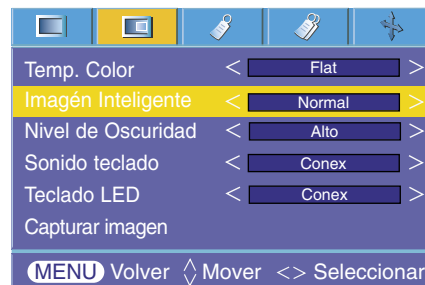 Temp. Color < Flat >
Imagén Inteligente < Normal >
Nivel de Oscuridad < Alto >
Sonido teclado < Conex >
Teclado LED < Conex >
Capturar imagen
MENU Volver Mover <> Seleccionar